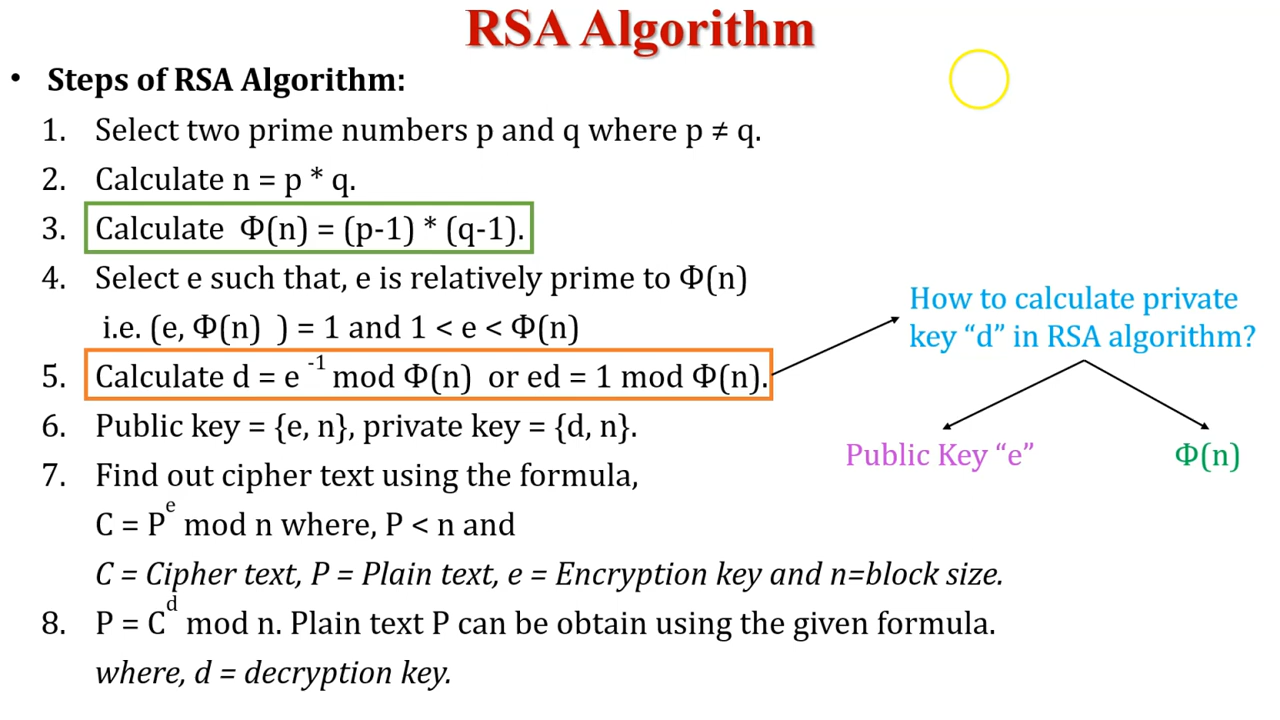 RSA Algorithm
• Steps of RSA Algorithm:
1. Select two prime numbers p and q where p ≠ q.
2. Calculate n = p * q.
3. Calculate Φ(n) = (p-1) * (q-1).
4. Select e such that, e is relatively prime to Φ(n)
i.e. (e, Φ(n) ) = 1 and 1 < e < Φ(n)
5. Calculate d = e⁻¹ mod Φ(n) or ed = 1 mod Φ(n).
6. Public key = {e, n}, private key = {d, n}.
7. Find out cipher text using the formula,
C = Pᵉ mod n where, P < n and
C = Cipher text, P = Plain text, e = Encryption key and n=block size.
8. P = Cᵈ mod n. Plain text P can be obtain using the given formula.
where, d = decryption key.
How to calculate private
key “d” in RSA algorithm?
Public Key “e”
Φ(n)